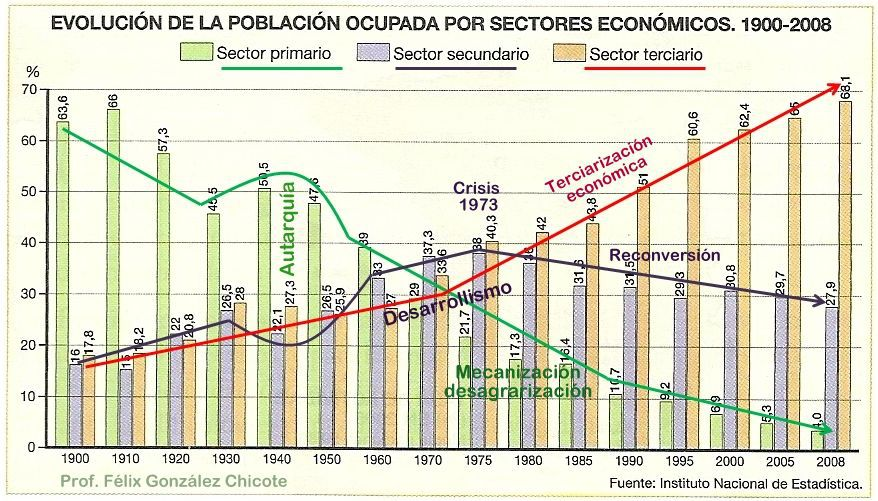 EVOLUCIÓN DE LA POBLACIÓN OCUPADA POR SECTORES ECONÓMICOS. 1900-2008
Sector primario Sector secundario Sector terciario
%
70
60
50
40
30
20
10
0
63,6 16 17,8
66 15 18,2
57,3 22 20,8
45,5 26,5 28
50,5 22,1 27,3
47,6 26,5 25,9
39 33 27
29 37,3 33,6
21,7 38 40,3
17,3 36 42
16,4 31,6 43,8
10,7 31,5 51
9,2 29,3 60,6
6,9 30,8 62,4
5,3 29,7 65
4,0 27,9 68,1
Autarquía
Crisis
1973
Terciarización
económica
Reconversión
Desarrollismo
Mecanización
desagrarización
1900 1910 1920 1930 1940 1950 1960 1970 1975 1980 1985 1990 1995 2000 2005 2008
Prof. Félix González Chicote
Fuente: Instituto Nacional de Estadística.